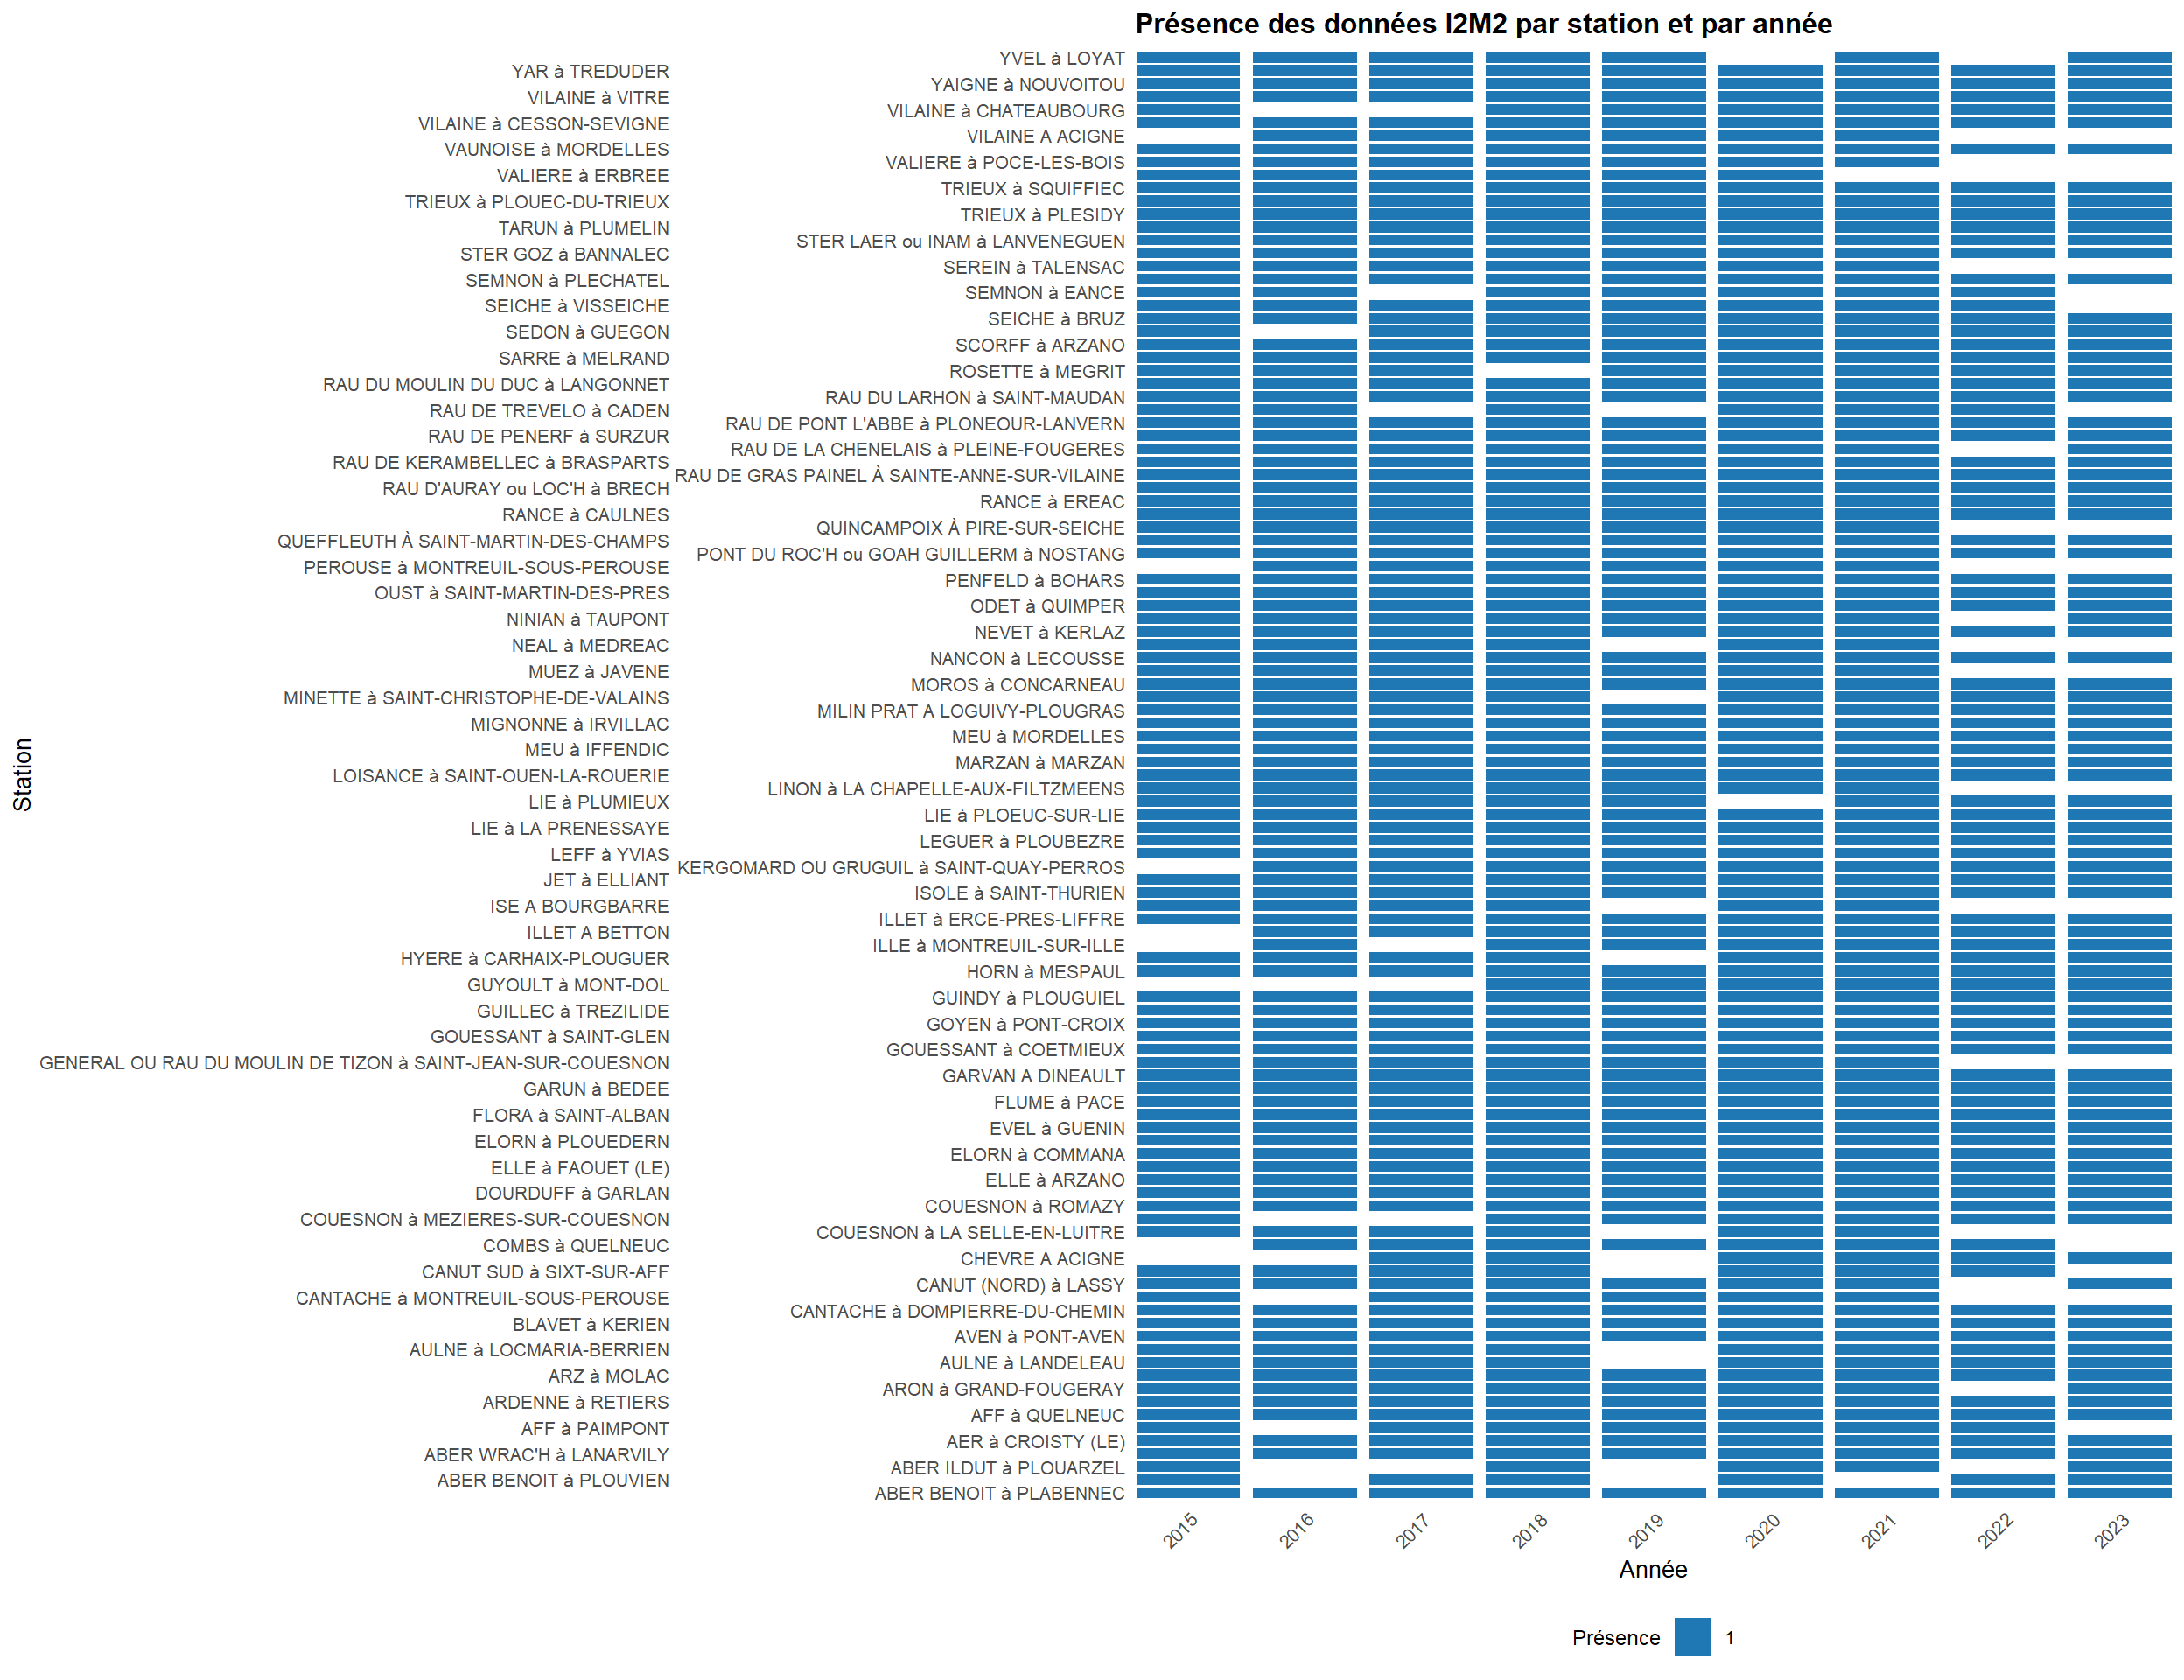 Présence des données I2M2 par station et par année
YVEL à LOYAT
YAR à TREDUDER
YAIGNE à NOUVOITOU
VILAINE à VITRE
VILAINE à CHATEAUBOURG
VILAINE à CESSON-SEVIGNE
VILAINE A ACIGNE
VAUNOISE à MORDELLES
VALIERE à POCE-LES-BOIS
VALIERE à ERBREE
TRIEUX à SQUIFFIEC
TRIEUX à PLOUEC-DU-TRIEUX
TRIEUX à PLESIDY
TARUN à PLUMELIN
STER LAER ou INAM à LANVENEGUEN
STER GOZ à BANNALEC
SEREIN à TALENSAC
SEMNON à PLECHATEL
SEMNON à EANCE
SEICHE à VISSEICHE
SEICHE à BRUZ
SEDON à GUEGON
SCORFF à ARZANO
SARRE à MELRAND
ROSETTE à MEGRIT
RAU DU MOULIN DU DUC à LANGONNET
RAU DU LARHON à SAINT-MAUDAN
RAU DE TREVELO à CADEN
RAU DE PONT L'ABBE à PLONEOUR-LANVERN
RAU DE PENERF à SURZUR
RAU DE LA CHENELAIS à PLEINE-FOUGERES
RAU DE KERAMBELLEC à BRASPARTS
RAU DE GRAS PAINEL À SAINTE-ANNE-SUR-VILAINE
RAU D'AURAY ou LOC'H à BRECH
RANCE à EREAC
RANCE à CAULNES
QUINCAMPOIX À PIRE-SUR-SEICHE
QUEFFLEUTH À SAINT-MARTIN-DES-CHAMPS
PONT DU ROC'H ou GOAH GUILLERM à NOSTANG
PEROUSE à MONTREUIL-SOUS-PEROUSE
PENFELD à BOHARS
OUST à SAINT-MARTIN-DES-PRES
ODET à QUIMPER
NINIAN à TAUPONT
NEVET à KERLAZ
NEAL à MEDREAC
NANCON à LECOUSSE
MUEZ à JAVENE
MOROS à CONCARNEAU
MINETTE à SAINT-CHRISTOPHE-DE-VALAINS
MILIN PRAT A LOGUIVY-PLOUGRAS
MIGNONNE à IRVILLAC
MEU à MORDELLES
MEU à IFFENDIC
MARZAN à MARZAN
LOISANCE à SAINT-OUEN-LA-ROUERIE
LINON à LA CHAPELLE-AUX-FILTZMEENS
LIE à PLUMIEUX
LIE à PLOEUC-SUR-LIE
LIE à LA PRENESSAYE
LEGUER à PLOUBEZRE
LEFF à YVIAS
KERGOMARD OU GRUGUIL à SAINT-QUAY-PERROS
JET à ELLIANT
ISOLE à SAINT-THURIEN
ISE A BOURGBARRE
ILLET à ERCE-PRES-LIFFRE
ILLET A BETTON
ILLE à MONTREUIL-SUR-ILLE
HYERE à CARHAIX-PLOUGUER
HORN à MESPAUL
GUYOULT à MONT-DOL
GUINDY à PLOUGUIEL
GUILLEC à TREZILIDE
GOYEN à PONT-CROIX
GOUESSANT à SAINT-GLEN
GOUESSANT à COETMIEUX
GENERAL OU RAU DU MOULIN DE TIZON à SAINT-JEAN-SUR-COUESNON
GARVAN A DINEAULT
GARUN à BEDEE
FLUME à PACE
FLORA à SAINT-ALBAN
EVEL à GUENIN
ELORN à PLOUEDERN
ELORN à COMMANA
ELLE à FAOUET (LE)
ELLE à ARZANO
DOURDUFF à GARLAN
COUESNON à ROMAZY
COUESNON à MEZIERES-SUR-COUESNON
COUESNON à LA SELLE-EN-LUITRE
COMBS à QUELNEUC
CHEVRE A ACIGNE
CANUT SUD à SIXT-SUR-AFF
CANUT (NORD) à LASSY
CANTACHE à MONTREUIL-SOUS-PEROUSE
CANTACHE à DOMPIERRE-DU-CHEMIN
BLAVET à KERIEN
AVEN à PONT-AVEN
AULNE à LOCMARIA-BERRIEN
AULNE à LANDELEAU
ARZ à MOLAC
ARON à GRAND-FOUGERAY
ARDENNE à RETIERS
AFF à QUELNEUC
AFF à PAIMPONT
AER à CROISTY (LE)
ABER WRAC'H à LANARVILY
ABER ILDUT à PLOUARZEL
ABER BENOIT à PLOUVIEN
ABER BENOIT à PLABENNEC
Station
2015 2016 2017 2018 2019 2020 2021 2022 2023
Année
Présence 1